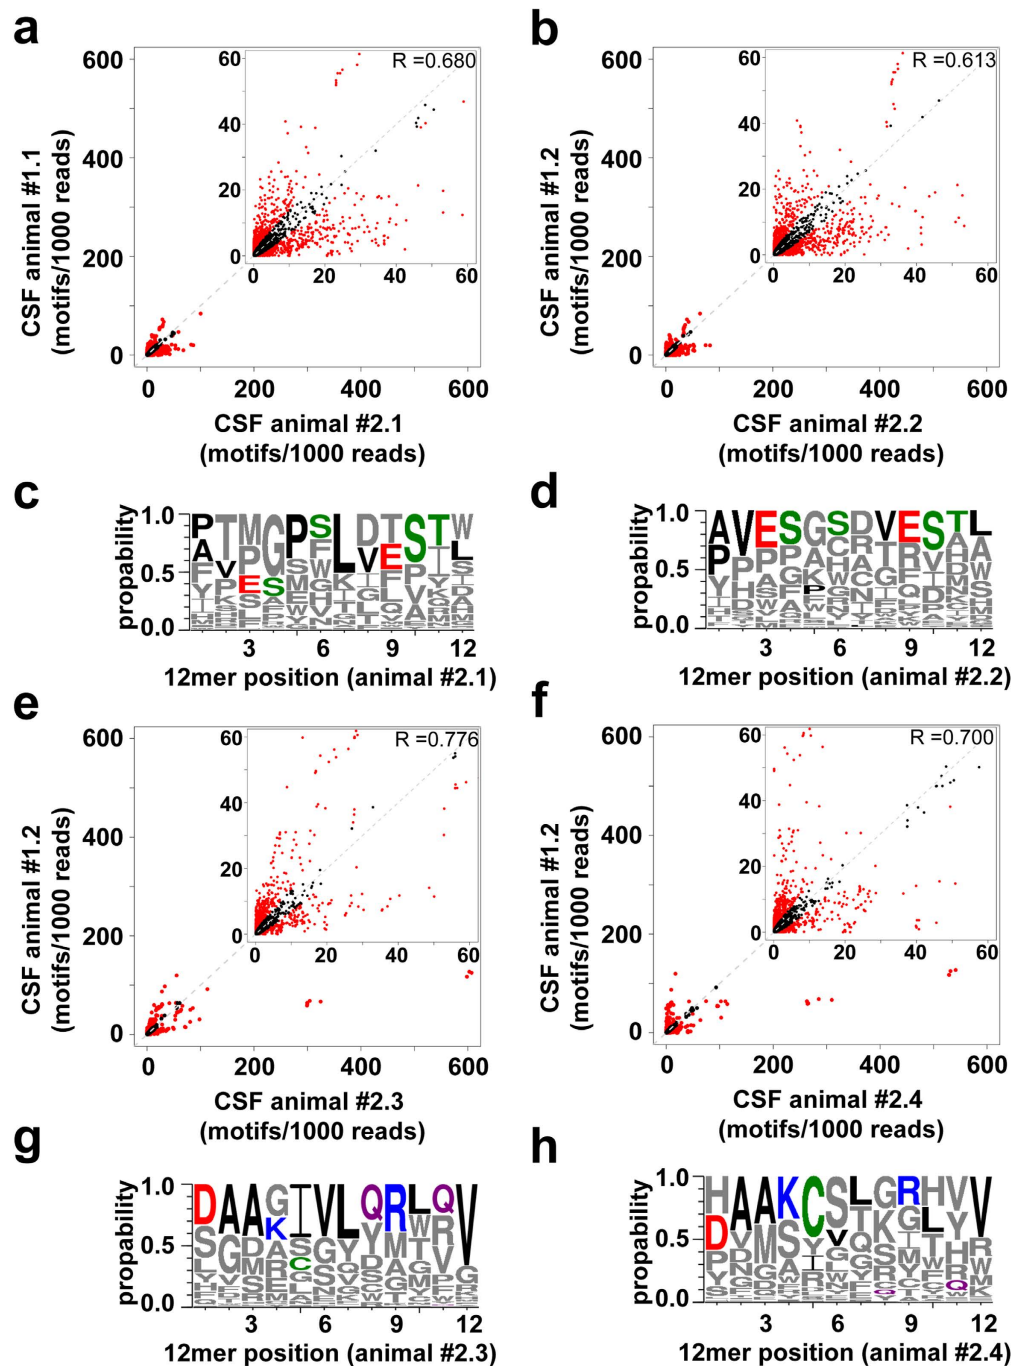 a
b
600
400
200
0
CSF animal #1.1
(motifs/1000 reads)
60
40
20
0
R =0.680
0 20 40 60
0 200 400 600
CSF animal #2.1
(motifs/1000 reads)
600
400
200
0
CSF animal #1.2
(motifs/1000 reads)
60
40
20
0
R =0.613
0 20 40 60
0 200 400 600
CSF animal #2.2
(motifs/1000 reads)
c
d
propability
1.0
0.5
0.0
PTMGPSLDTSTW
3 6 9 12
12mer position (animal #2.1)
propability
1.0
0.5
0.0
AVESGSDVESTL
3 6 9 12
12mer position (animal #2.2)
e
f
600
400
200
0
CSF animal #1.2
(motifs/1000 reads)
60
40
20
0
R =0.776
0 20 40 60
0 200 400 600
CSF animal #2.3
(motifs/1000 reads)
600
400
200
0
CSF animal #1.2
(motifs/1000 reads)
60
40
20
0
R =0.700
0 20 40 60
0 200 400 600
CSF animal #2.4
(motifs/1000 reads)
g
h
propability
1.0
0.5
0.0
DAAGIVLQRLQV
3 6 9 12
12mer position (animal #2.3)
propability
1.0
0.5
0.0
HAAKCSLGRHVV
3 6 9 12
12mer position (animal #2.4)